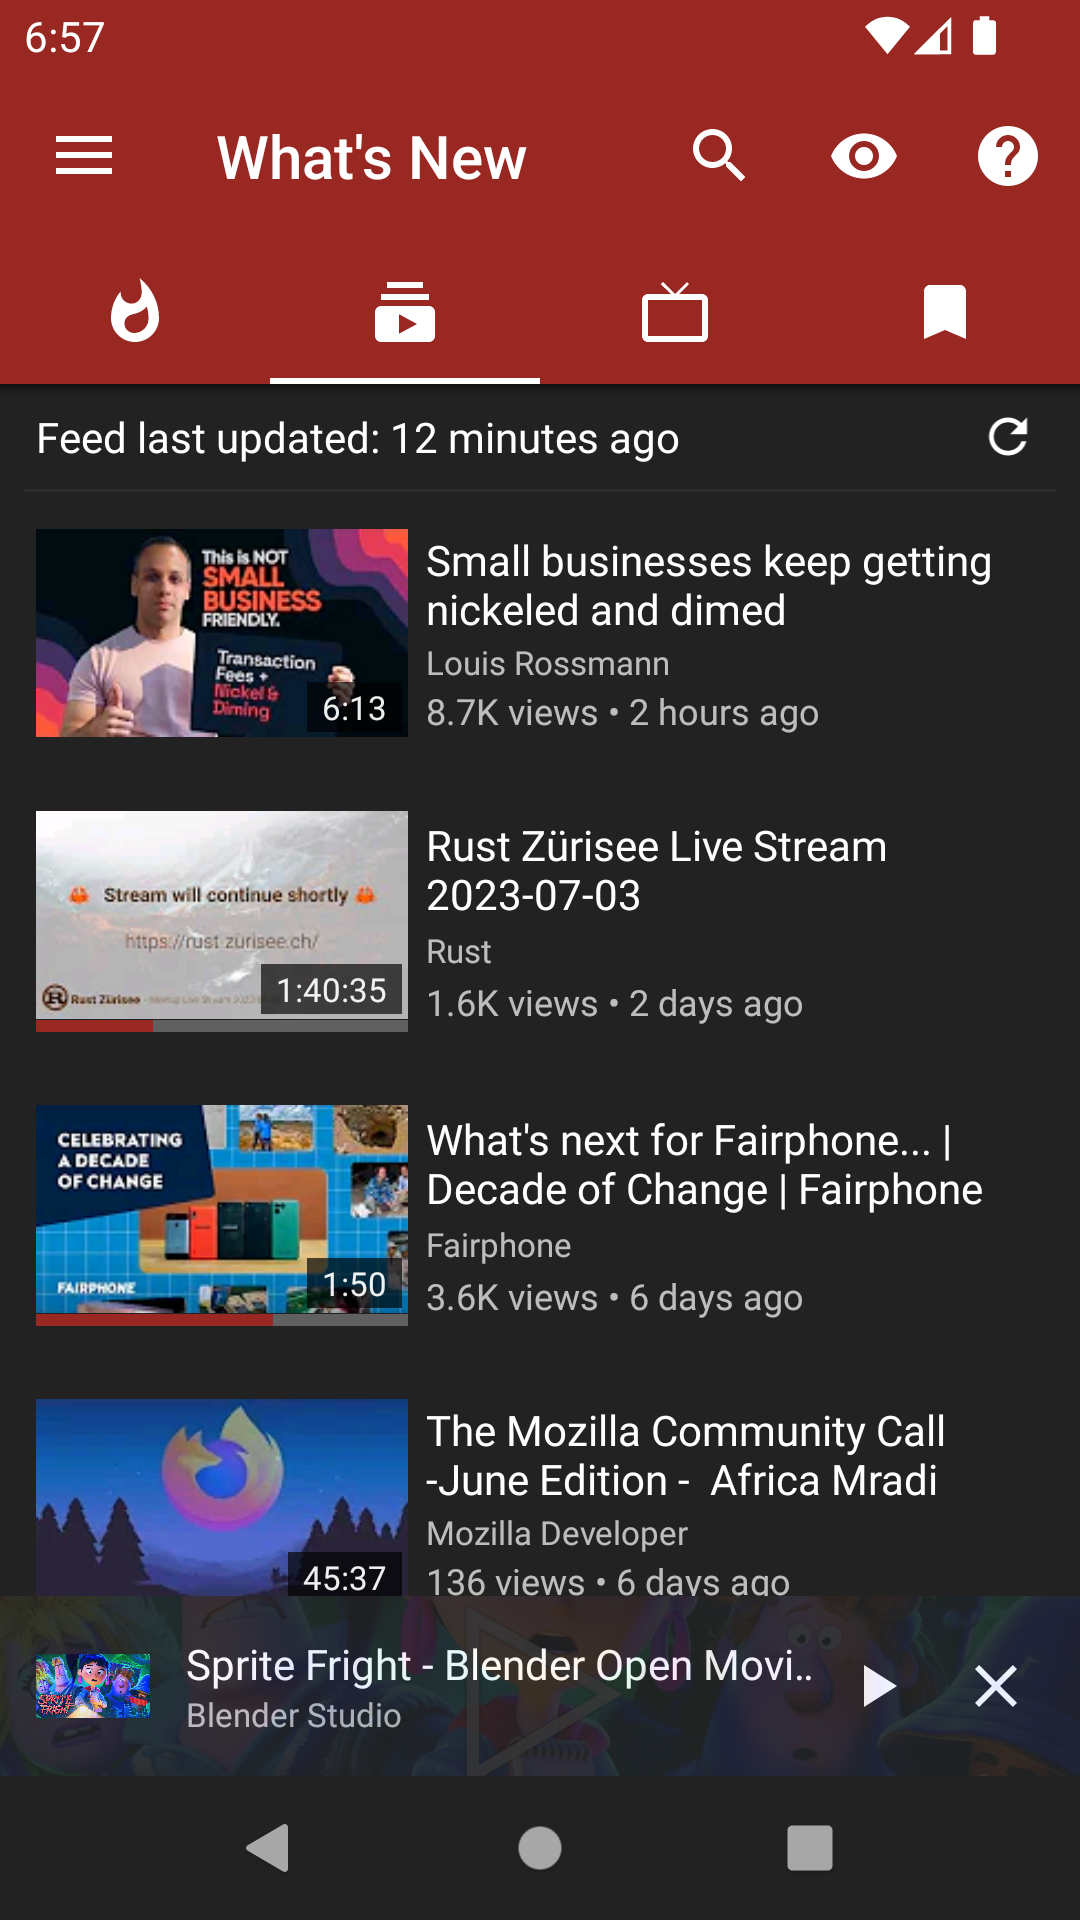 6:57
What's New
Feed last updated: 12 minutes ago
This is NOT
SMALL
BUSINESS
FRIENDLY.
Transaction
Fees +
Nickel &
Diming
6:13
Small businesses keep getting
nickeled and dimed
Louis Rossmann
8.7K views • 2 hours ago
Stream will continue shortly
https://rust.zürisee.ch/
Rust Zürisee
1:40:35
Rust Zürisee Live Stream
2023-07-03
Rust
1.6K views • 2 days ago
CELEBRATING
A DECADE
OF CHANGE
FAIRPHONE
1:50
What's next for Fairphone... |
Decade of Change | Fairphone
Fairphone
3.6K views • 6 days ago
45:37
The Mozilla Community Call
-June Edition -  Africa Mradi
Mozilla Developer
136 views • 6 days ago
SPRITE
FRIGHT
Sprite Fright - Blender Open Movi..
Blender Studio